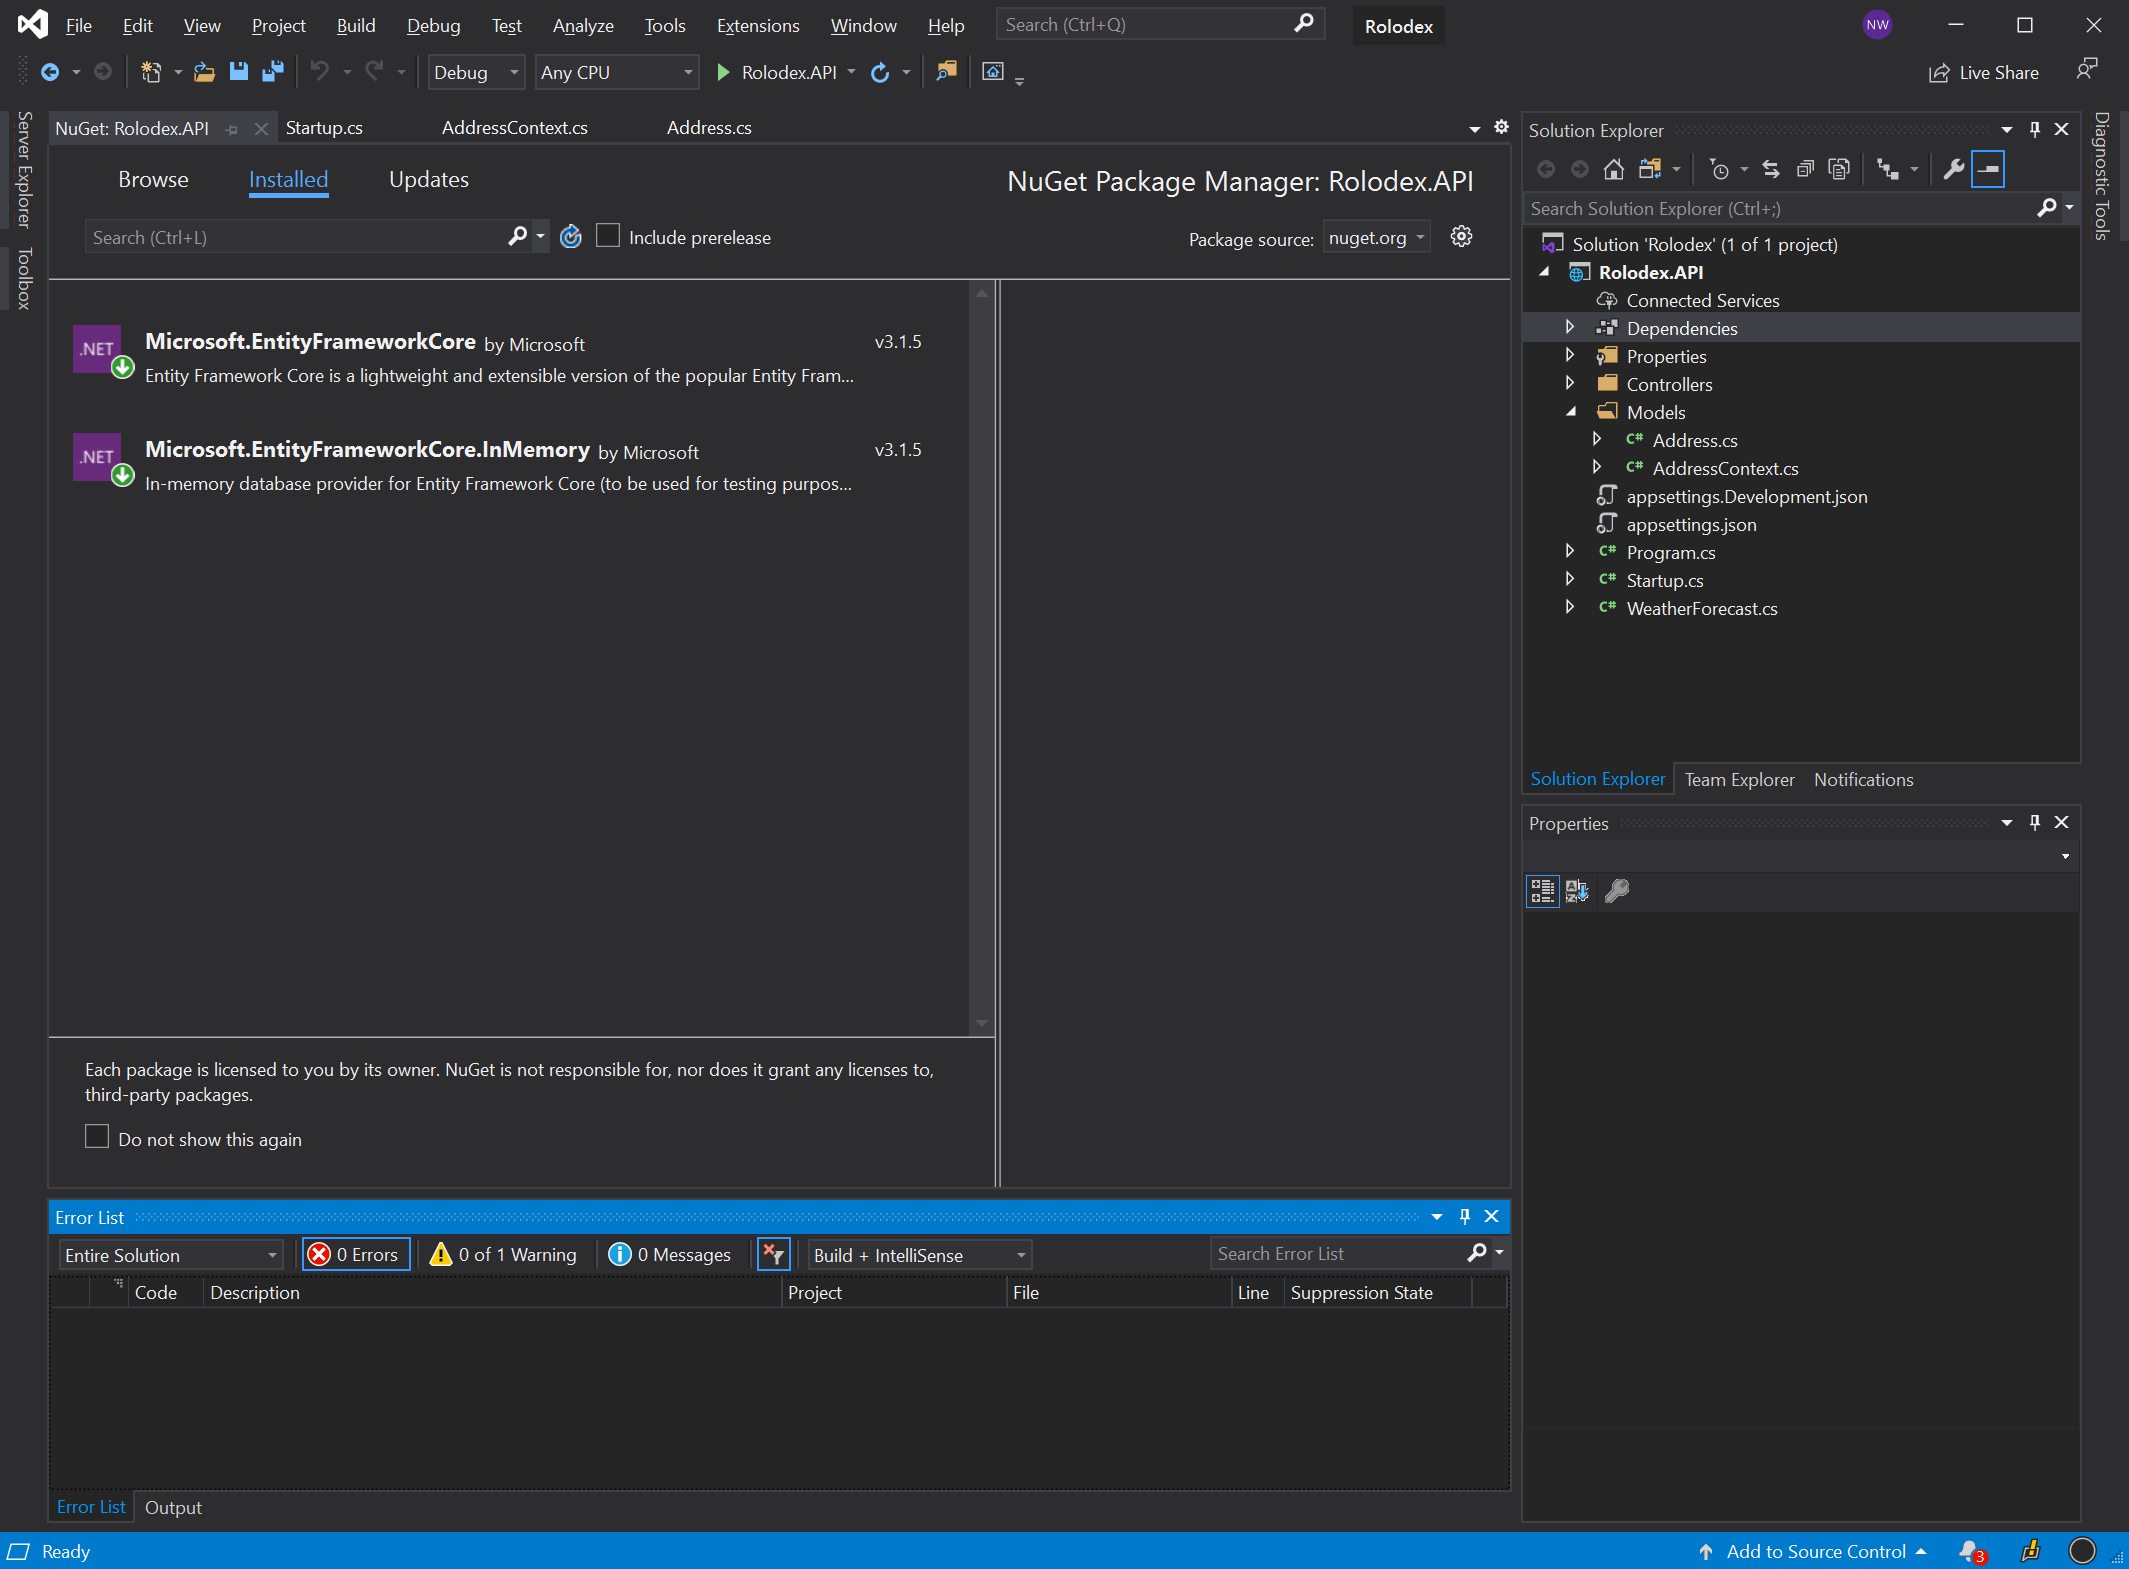 File Edit View Project Build Debug Test Analyze Tools Extensions Window Help Search (Ctrl+Q) Rolodex NW
Debug Any CPU Rolodex.API Live Share
Server Explorer
Toolbox
NuGet: Rolodex.API Startup.cs AddressContext.cs Address.cs
Browse Installed Updates NuGet Package Manager: Rolodex.API
Search (Ctrl+L) Include prerelease Package source: nuget.org
.NET Microsoft.EntityFrameworkCore by Microsoft v3.1.5
Entity Framework Core is a lightweight and extensible version of the popular Entity Fram...
.NET Microsoft.EntityFrameworkCore.InMemory by Microsoft v3.1.5
In-memory database provider for Entity Framework Core (to be used for testing purpos...
Each package is licensed to you by its owner. NuGet is not responsible for, nor does it grant any licenses to,
third-party packages.
Do not show this again
Error List
Entire Solution 0 Errors 0 of 1 Warning 0 Messages Build + IntelliSense Search Error List
Code Description Project File Line Suppression State
Error List Output
Solution Explorer
Search Solution Explorer (Ctrl+;)
Solution 'Rolodex' (1 of 1 project)
Rolodex.API
Connected Services
Dependencies
Properties
Controllers
Models
C# Address.cs
C# AddressContext.cs
appsettings.Development.json
appsettings.json
C# Program.cs
C# Startup.cs
C# WeatherForecast.cs
Solution Explorer Team Explorer Notifications
Properties
Diagnostic Tools
Ready Add to Source Control 3